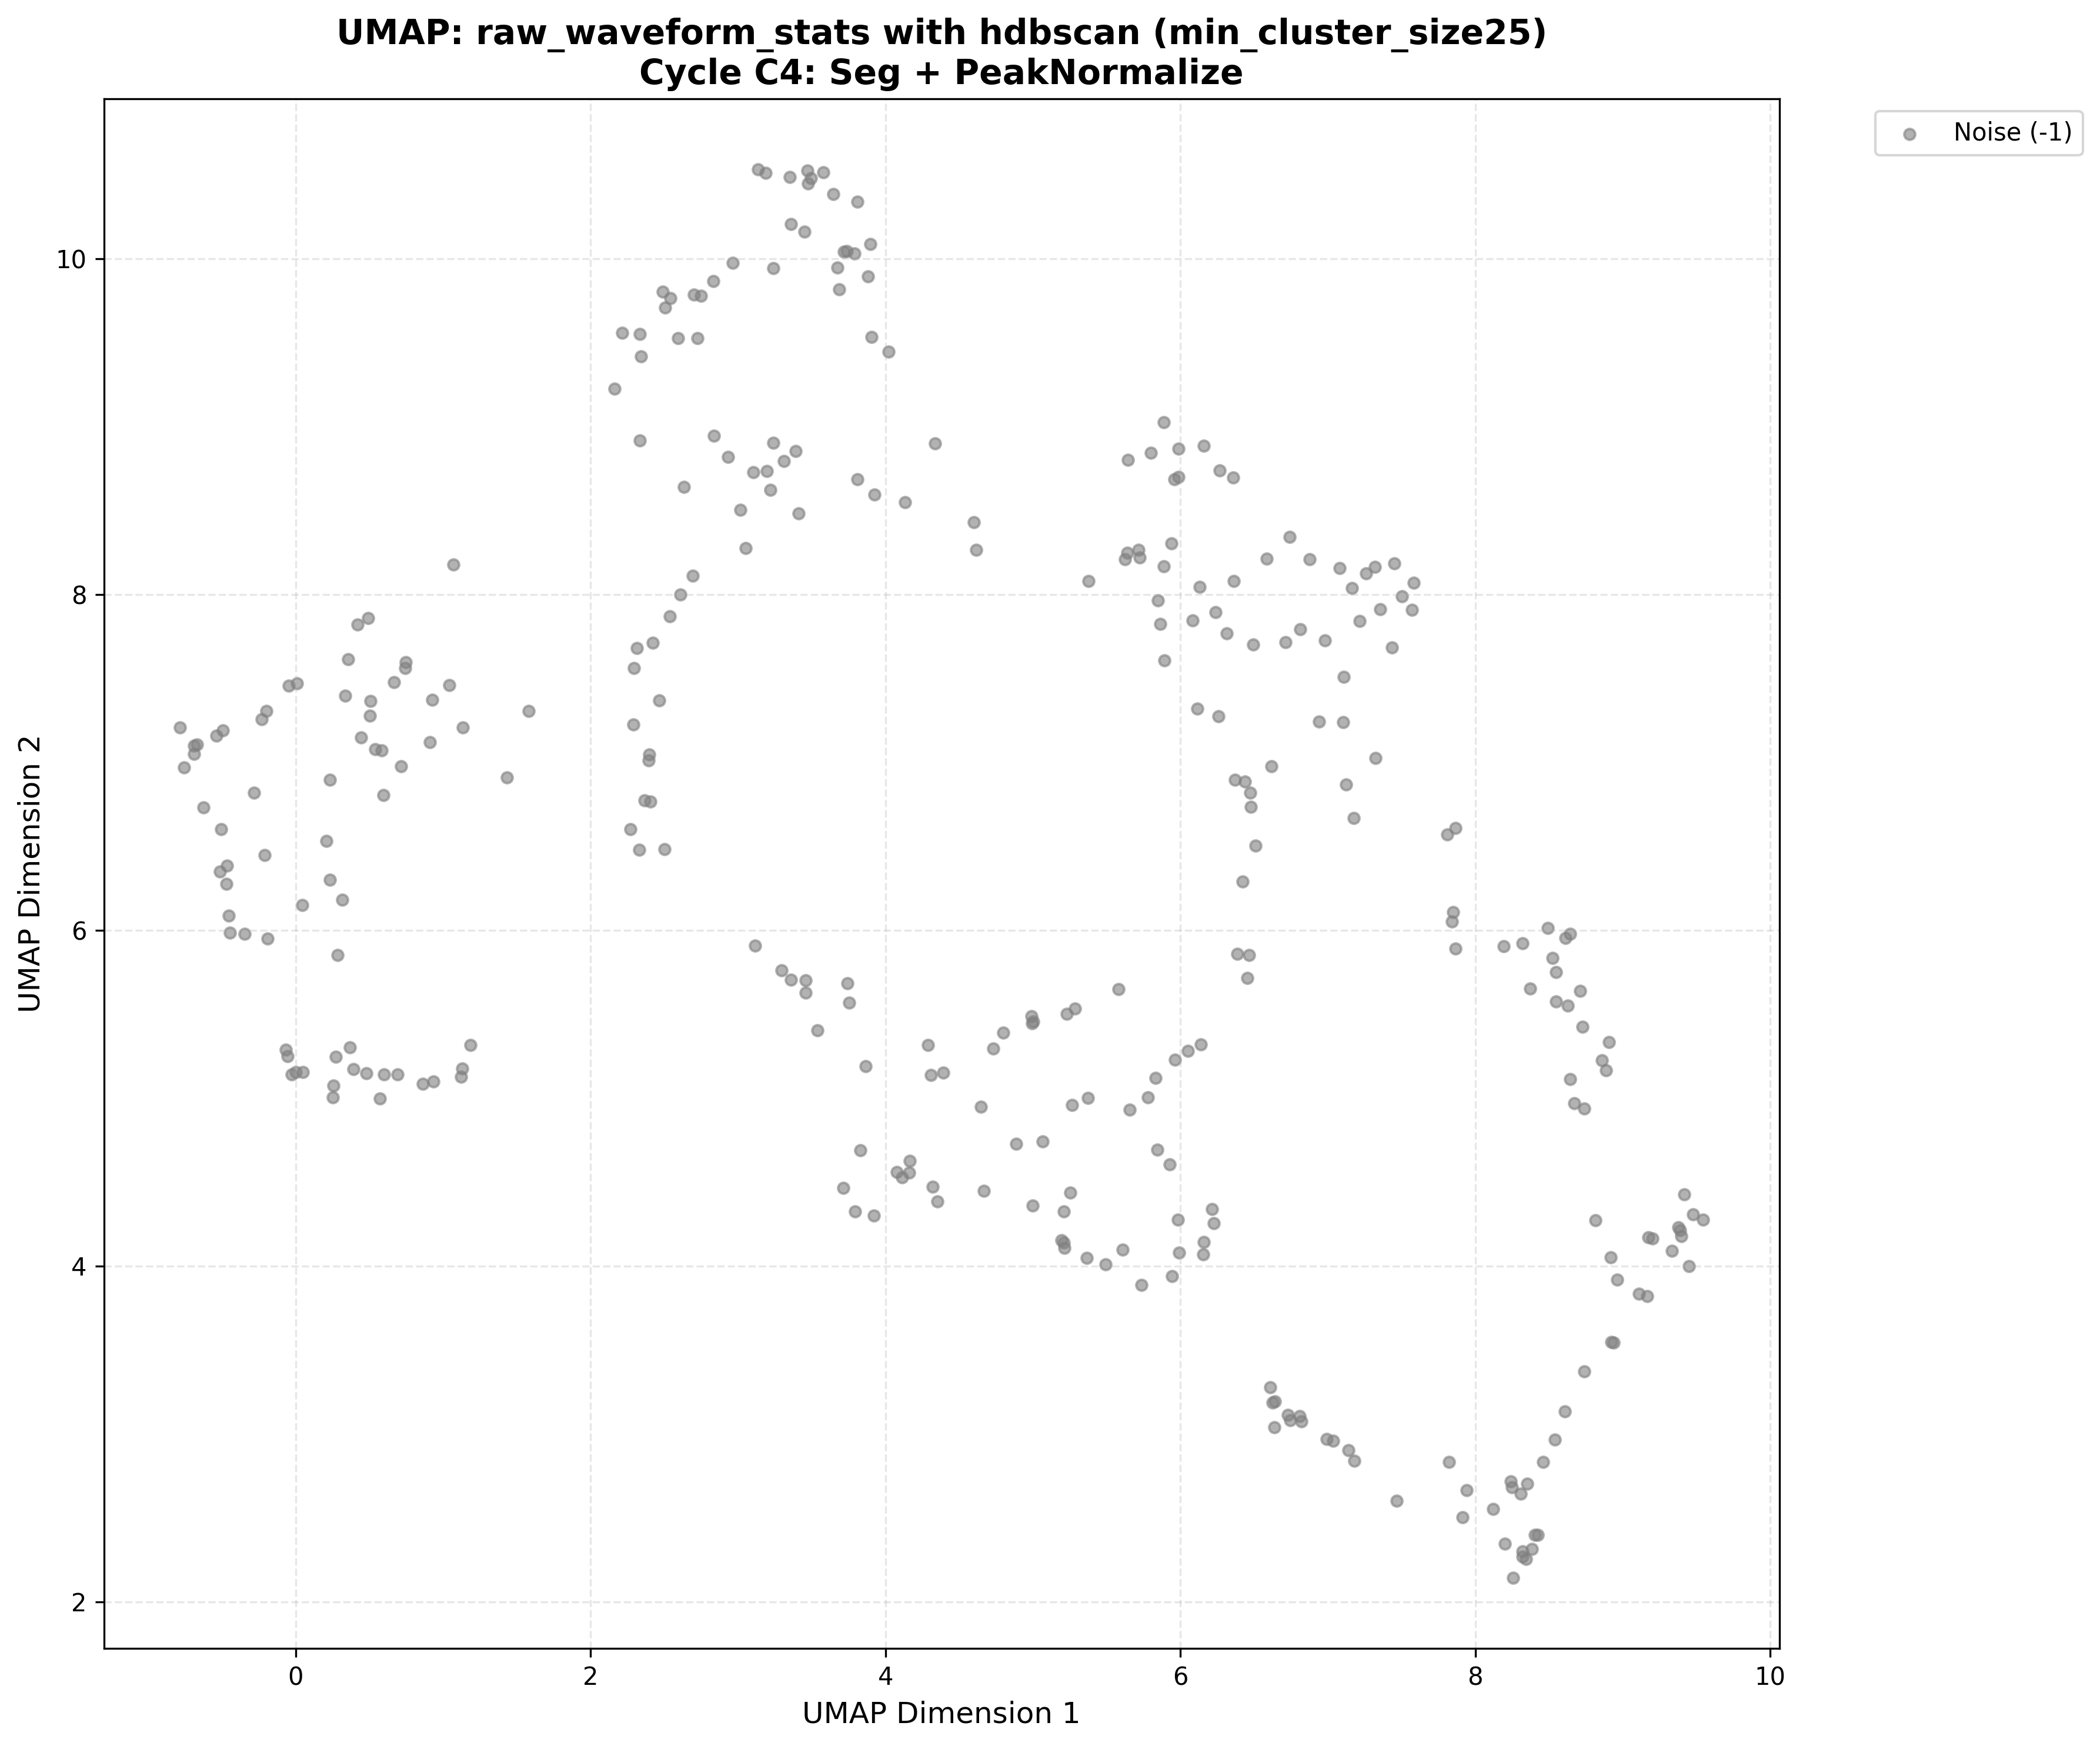 UMAP: raw_waveform_stats with hdbscan (min_cluster_size25)
Cycle C4: Seg + PeakNormalize
Noise (-1)
UMAP Dimension 2
10
8
6
4
2
0
2
4
6
8
10
UMAP Dimension 1